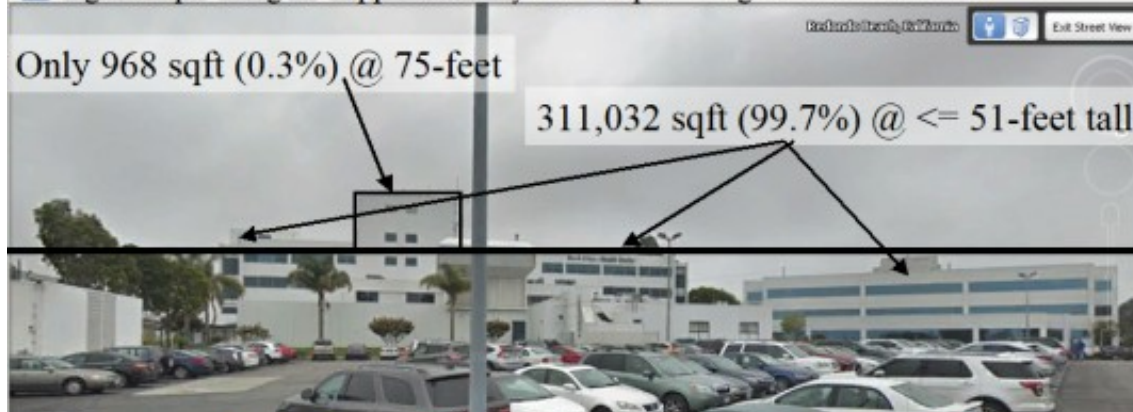 Redondo Beach, California
Exit Street View
Only 968 sqft (0.3%) @ 75-feet
311,032 sqft (99.7%) @ <= 51-feet tall